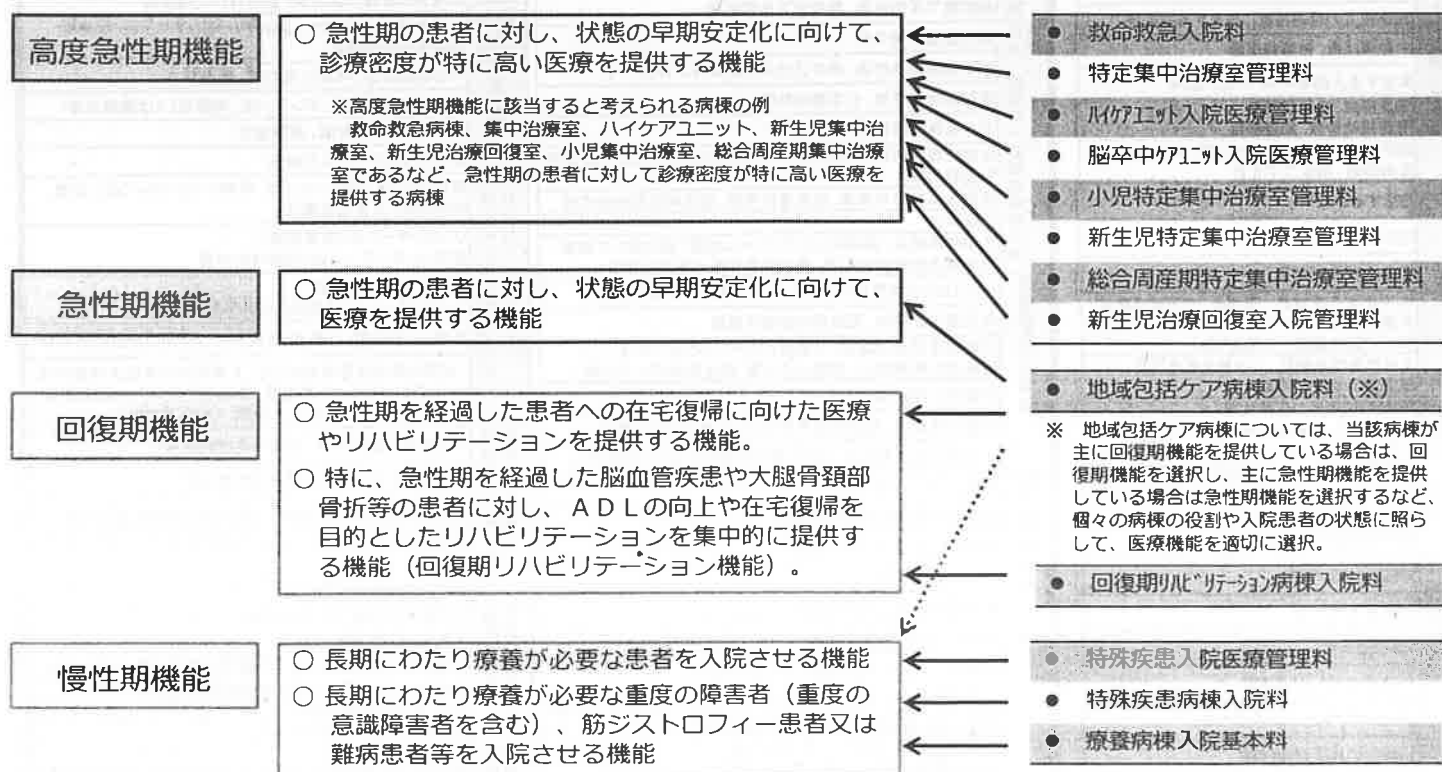 高度急性期機能
○ 急性期の患者に対し、状態の早期安定化に向けて、
診療密度が特に高い医療を提供する機能
※高度急性期機能に該当すると考えられる病棟の例
救命救急病棟、集中治療室、ハイケアユニット、新生児集中治
療室、新生児治療回復室、小児集中治療室、総合周産期集中治療
室であるなど、急性期の患者に対して診療密度が特に高い医療を
提供する病棟
● 救命救急入院料
● 特定集中治療室管理料
● ﾊｲｹｱﾕﾆｯﾄ入院医療管理料
● 脳卒中ｹｱﾕﾆｯﾄ入院医療管理料
● 小児特定集中治療室管理料
● 新生児特定集中治療室管理料
● 総合周産期特定集中治療室管理料
● 新生児治療回復室入院管理料
急性期機能
○ 急性期の患者に対し、状態の早期安定化に向けて、
医療を提供する機能
回復期機能
○ 急性期を経過した患者への在宅復帰に向けた医療
やリハビリテーションを提供する機能。
○ 特に、急性期を経過した脳血管疾患や大腿骨頚部
骨折等の患者に対し、ＡＤＬの向上や在宅復帰を
目的としたリハビリテーションを集中的に提供す
る機能（回復期リハビリテーション機能）。
● 地域包括ケア病棟入院料（※）
※ 地域包括ケア病棟については、当該病棟が
主に回復期機能を提供している場合は、回
復期機能を選択し、主に急性期機能を提供
している場合は急性期機能を選択するなど、
個々の病棟の役割や入院患者の状態に照ら
して、医療機能を適切に選択。
● 回復期ﾘﾊﾋﾞﾘﾃｰｼｮﾝ病棟入院料
慢性期機能
○ 長期にわたり療養が必要な患者を入院させる機能
○ 長期にわたり療養が必要な重度の障害者（重度の
意識障害者を含む）、筋ジストロフィー患者又は
難病患者等を入院させる機能
● 特殊疾患入院医療管理料
● 特殊疾患病棟入院料
● 療養病棟入院基本料